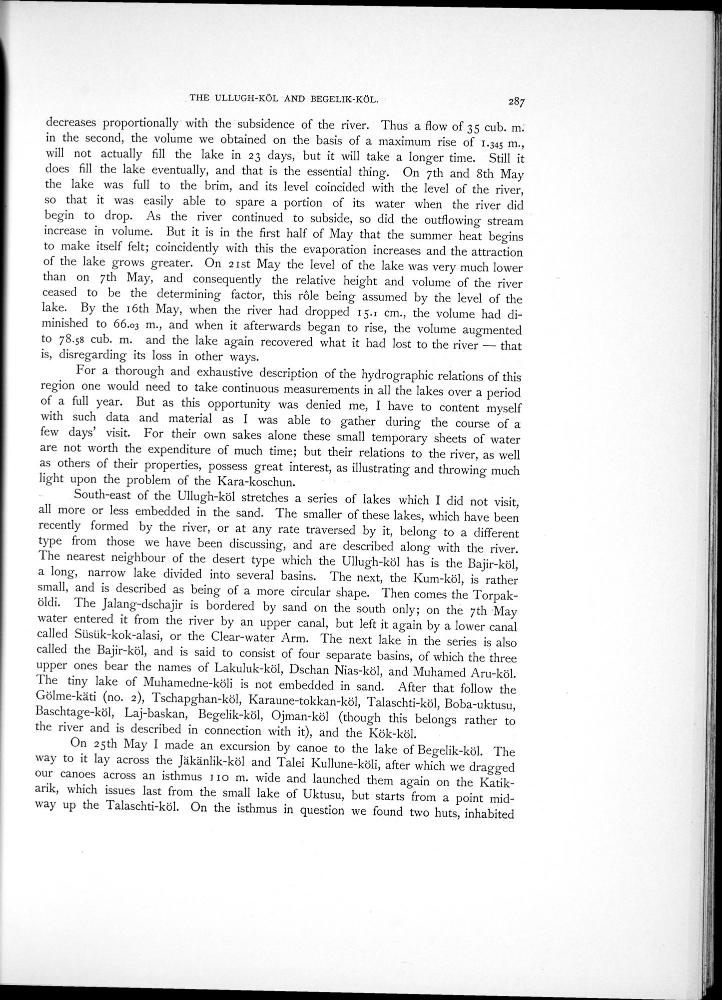 THE ULLUGH-KÖL AND BEGELIK-KÖL. 287
decreases proportionally with the subsidence of the river. Thus a flow of 35 cub. m.
in the second, the volume we obtained on the basis of a maximum rise of 1.345 m.,
will not actually fill the lake in 23 days, but it will take a longer time. Still it
does fill the lake eventually, and that is the essential thing. On 7th and 8th May
the lake was full to the brim, and its level coincided with the level of the river,
so that it was easily able to spare a portion of its water when the river did
begin to drop. As the river continued to subside, so did the outflowing stream
increase in volume. But it is in the first half of May that the summer heat begins
to make itself felt; coincidently with this the evaporation increases and the attraction
of the lake grows greater. On 21st May the level of the lake was very much lower
than on 7th May, and consequently the relative height and volume of the river
ceased to be the determining factor, this rôle being assumed by the level of the
lake. By the 16th May, when the river had dropped 15.1 cm., the volume had di-
minished to 66.03 m., and when it afterwards began to rise, the volume augmented
to 78.58 cub. m. and the lake again recovered what it had lost to the river — that
is, disregarding its loss in other ways.
For a thorough and exhaustive description of the hydrographic relations of this
region one would need to take continuous measurements in all the lakes over a period
of a full year. But as this opportunity was denied me, I have to content myself
with such data and material as I was able to gather during the course of a
few days' visit. For their own sakes alone these small temporary sheets of water
are not worth the expenditure of much time; but their relations to the river, as well
as others of their properties, possess great interest, as illustrating and throwing much
light upon the problem of the Kara-koschun.
South-east of the Ullugh-köl stretches a series of lakes which I did not visit,
all more or less embedded in the sand. The smaller of these lakes, which have been
recently formed by the river, or at any rate traversed by it, belong to a different
type from those we have been discussing, and are described along with the river.
The nearest neighbour of the desert type which the Ullugh-köl has is the Bajir-köl,
a long, narrow lake divided into several basins. The next, the Kum-köl, is rather
small, and is described as being of a more circular shape. Then comes the Torpak-
öldi. The Jalang-dschajir is bordered by sand on the south only; on the 7th May
water entered it from the river by an upper canal, but left it again by a lower canal
called Süsük-kok-alasi, or the Clear-water Arm. The next lake in the series is also
called the Bajir-köl, and is said to consist of four separate basins, of which the three
upper ones bear the names of Lakuluk-köl, Dschan Nias-köl, and Muhamed Aru-köl.
The tiny lake of Muhamedne-köli is not embedded in sand. After that follow the
Gölme-käti (no. 2), Tschapghan-köl, Karaune-tokkan-köl, Talaschti-köl, Boba-uktusu,
Baschtage-köl, Laj-baskan, Begelik-köl, Ojman-köl (though this belongs rather to
the river and is described in connection with it), and the Kök-köl.
On 25th May I made an excursion by canoe to the lake of Begelik-köl. The
way to it lay across the Jäkänlik-köl and Talei Kullune-köli, after which we dragged
our canoes across an isthmus 110 m. wide and launched them again on the Katik-
arik, which issues last from the small lake of Uktusu, but starts from a point mid-
way up the Talaschti-köl. On the isthmus in question we found two huts, inhabited